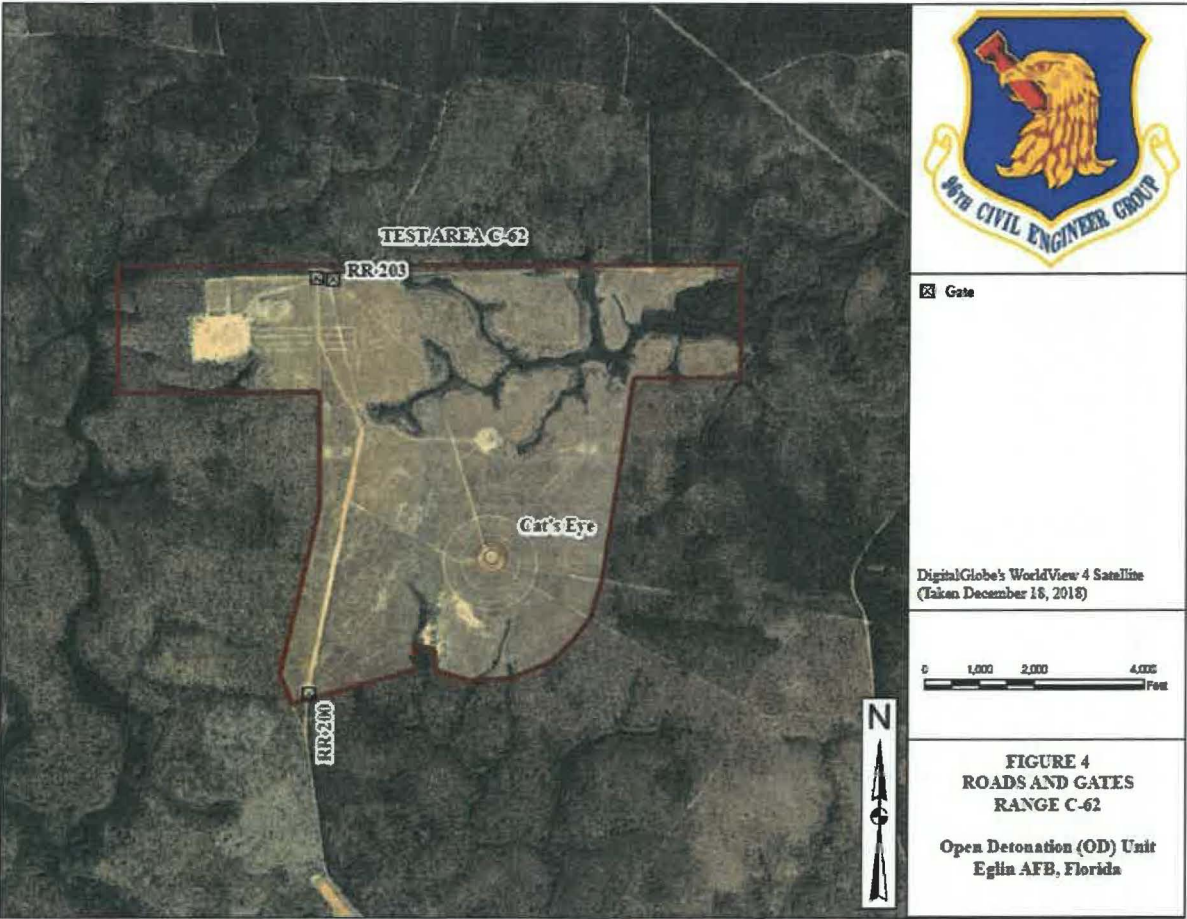 TEST AREA C-62
RR-203
Cat's Eye
RR-200
96TH CIVIL ENGINEER GROUP
Gate
DigitalGlobe's WorldView 4 Satellite
(Taken December 18, 2018)
0 1,000 2,000 4,000
Feet
N
FIGURE 4
ROADS AND GATES
RANGE C-62
Open Detonation (OD) Unit
Eglin AFB, Florida